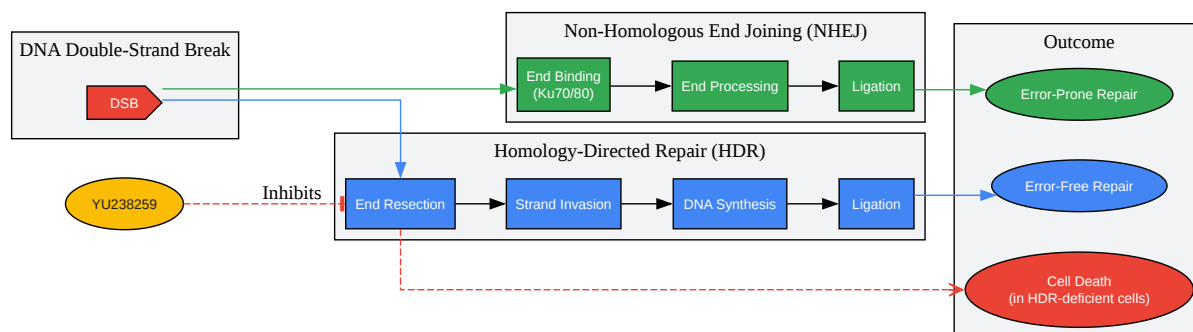 DNA Double-Strand Break
DSB
Non-Homologous End Joining (NHEJ)
End Binding
(Ku70/80)
End Processing
Ligation
Homology-Directed Repair (HDR)
End Resection
Strand Invasion
DNA Synthesis
Ligation
YU238259
Inhibits
Outcome
Error-Prone Repair
Error-Free Repair
Cell Death
(in HDR-deficient cells)